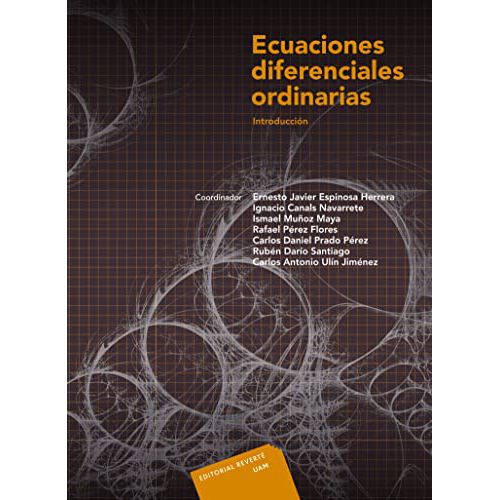 Ecuaciones
diferenciales
ordinarias
Introducción
Coordinador Ernesto Javier Espinosa Herrera
Ignacio Canals Navarrete
Ismael Muñoz Maya
Rafael Pérez Flores
Carlos Daniel Prado Pérez
Rubén Darío Santiago
Carlos Antonio Ulín Jiménez
EDITORIAL REVERTÉ
UAM